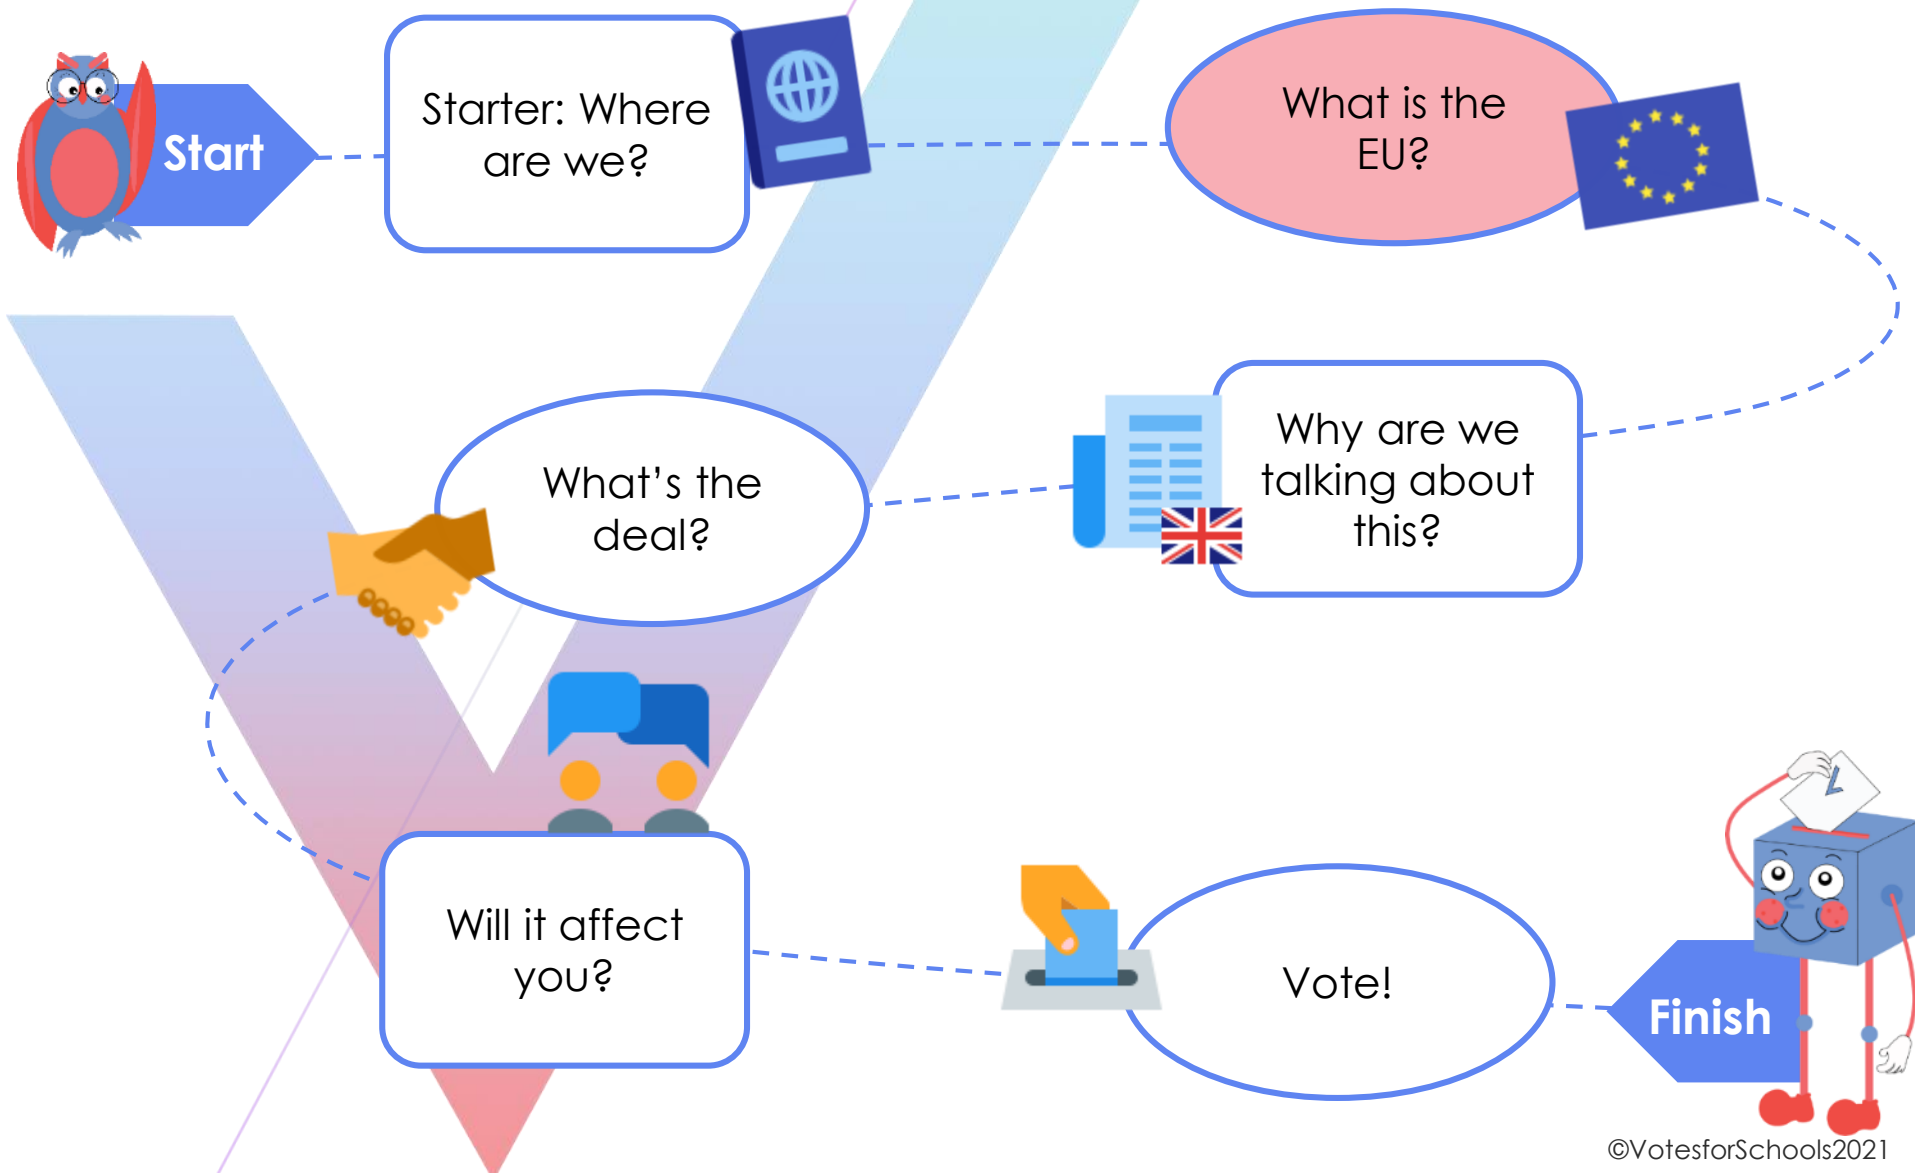 Start
Starter: Where
are we?
What is the
EU?
Why are we
talking about
this?
What’s the
deal?
Will it affect
you?
Vote!
Finish
©VotesforSchools2021